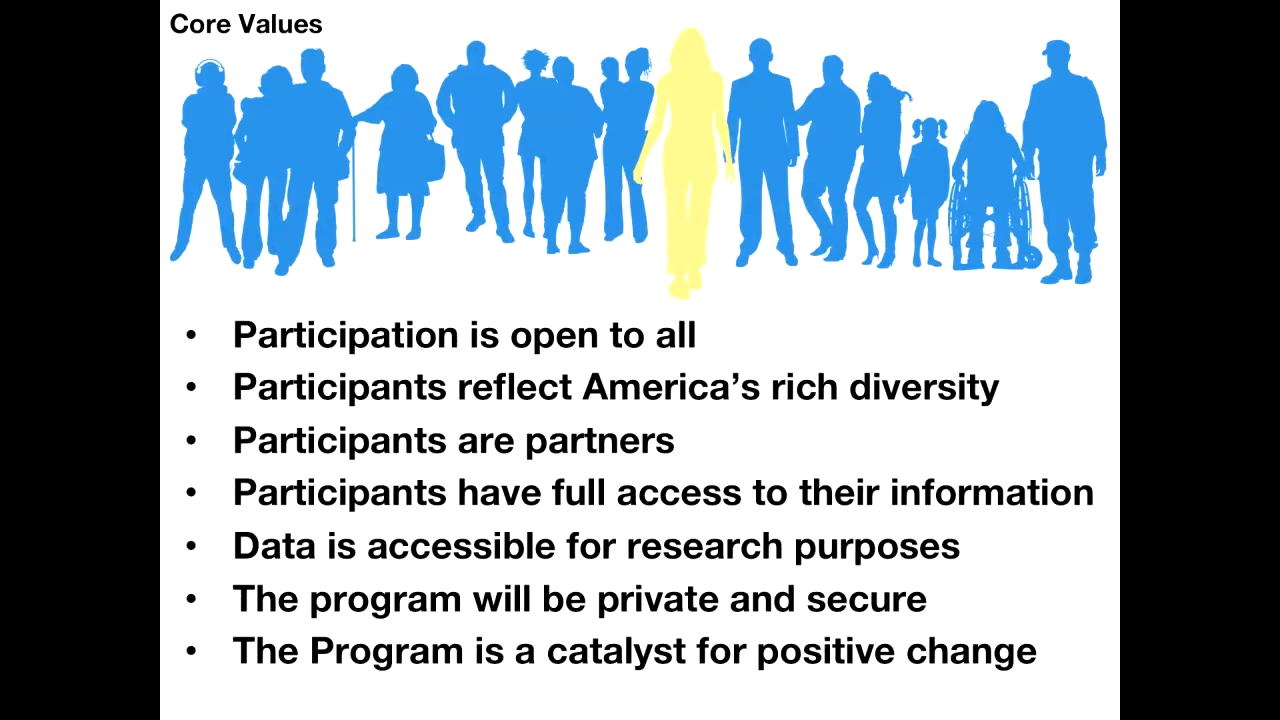 Core Values
• Participation is open to all
• Participants reflect America’s rich diversity
• Participants are partners
• Participants have full access to their information
• Data is accessible for research purposes
• The program will be private and secure
• The Program is a catalyst for positive change